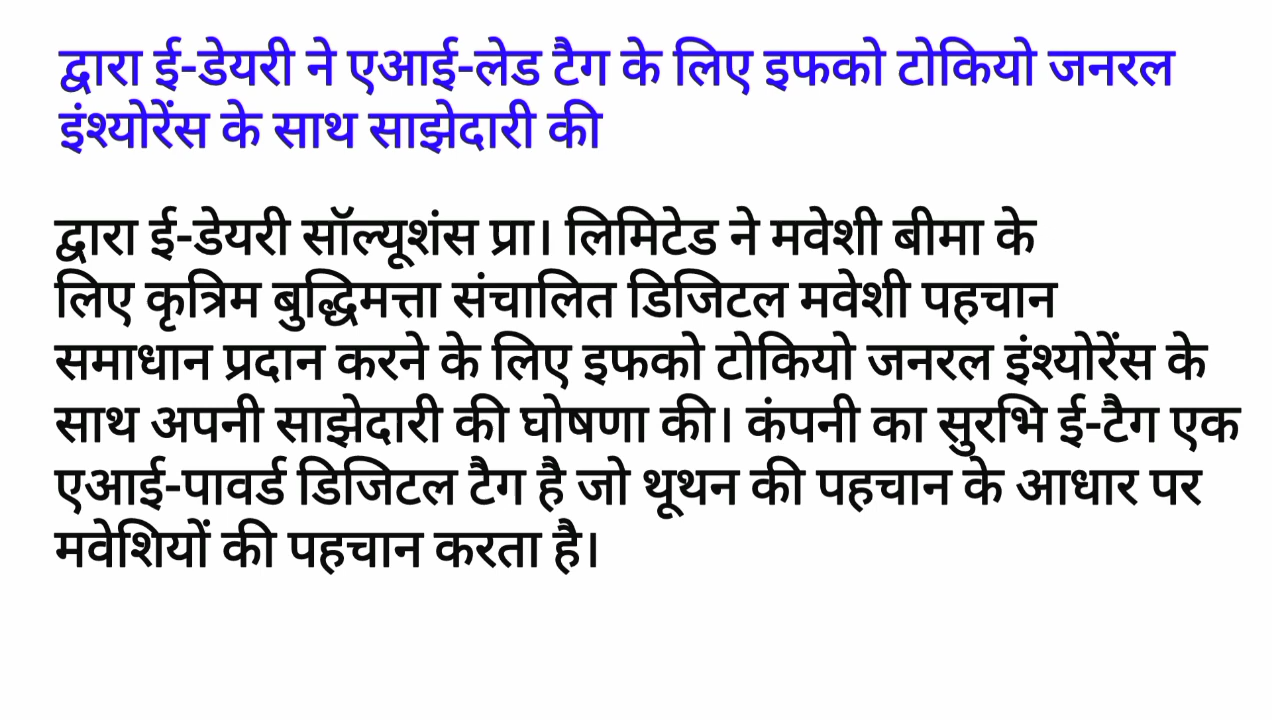 द्वारा ई-डेयरी ने एआई-लेड टैग के लिए इफको टोकियो जनरल
इंश्योरेंस के साथ साझेदारी की
द्वारा ई-डेयरी सॉल्यूशंस प्रा। लिमिटेड ने मवेशी बीमा के
लिए कृत्रिम बुद्धिमत्ता संचालित डिजिटल मवेशी पहचान
समाधान प्रदान करने के लिए इफको टोकियो जनरल इंश्योरेंस के
साथ अपनी साझेदारी की घोषणा की। कंपनी का सुरभि ई-टैग एक
एआई-पावर्ड डिजिटल टैग है जो थूथन की पहचान के आधार पर
मवेशियों की पहचान करता है।